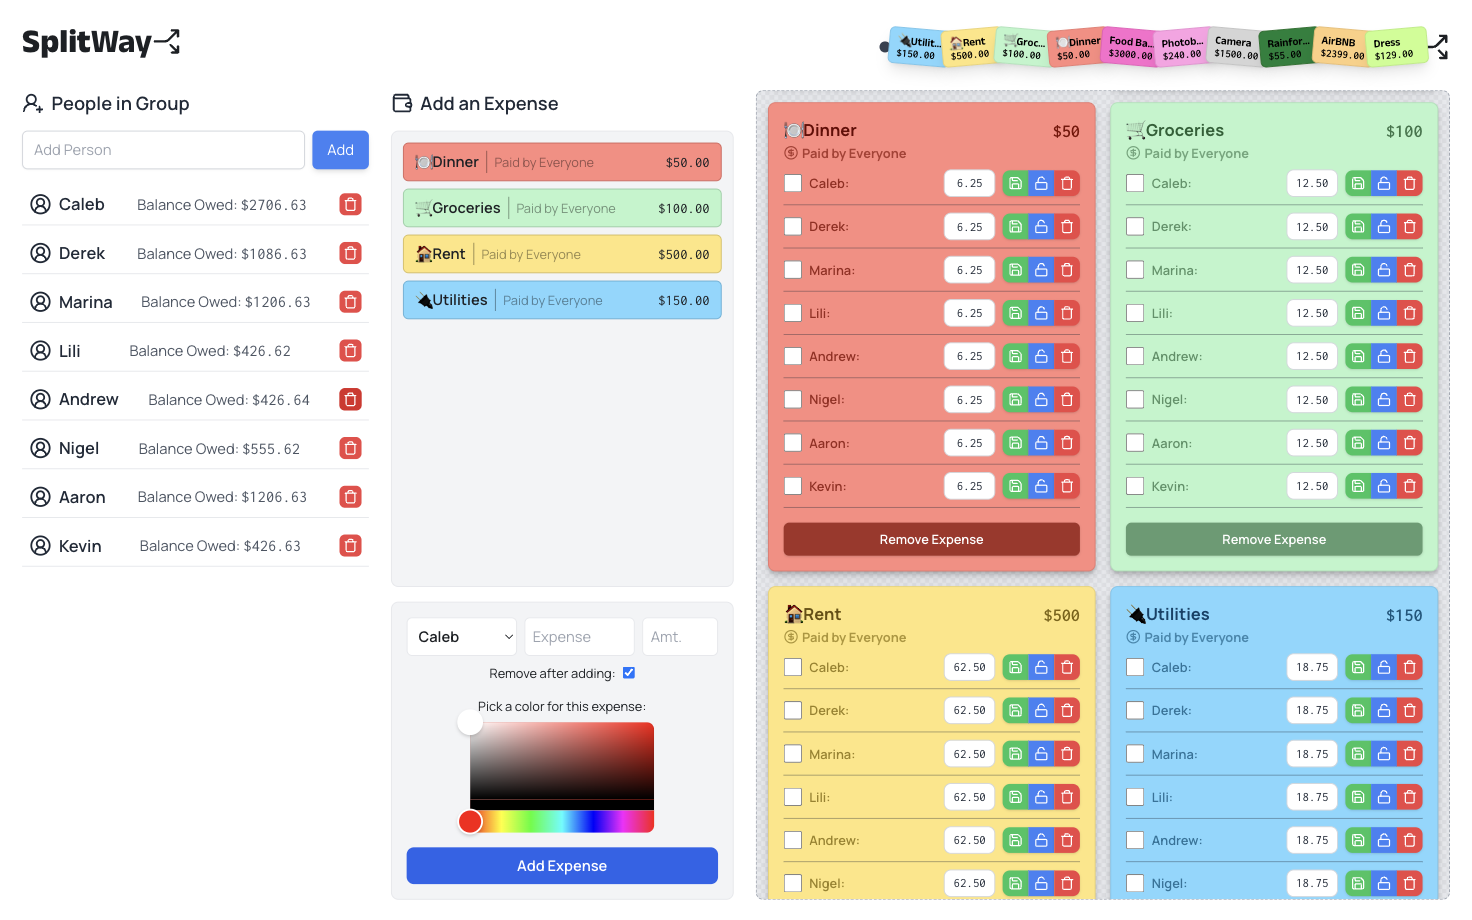 SplitWay
Utilit... $150.00
Rent $500.00
Groc... $100.00
Dinner $50.00
Food Ba... $3000.00
Photob... $240.00
Camera $1500.00
Rainfor... $55.00
AirBNB $2399.00
Dress $129.00
People in Group
Add Person
Add
Caleb Balance Owed: $2706.63
Derek Balance Owed: $1086.63
Marina Balance Owed: $1206.63
Lili Balance Owed: $426.62
Andrew Balance Owed: $426.64
Nigel Balance Owed: $555.62
Aaron Balance Owed: $1206.63
Kevin Balance Owed: $426.63
Add an Expense
Dinner Paid by Everyone $50.00
Groceries Paid by Everyone $100.00
Rent Paid by Everyone $500.00
Utilities Paid by Everyone $150.00
Caleb Expense Amt.
Remove after adding:
Pick a color for this expense:
Add Expense
Dinner $50
Paid by Everyone
Caleb: 6.25
Derek: 6.25
Marina: 6.25
Lili: 6.25
Andrew: 6.25
Nigel: 6.25
Aaron: 6.25
Kevin: 6.25
Remove Expense
Groceries $100
Paid by Everyone
Caleb: 12.50
Derek: 12.50
Marina: 12.50
Lili: 12.50
Andrew: 12.50
Nigel: 12.50
Aaron: 12.50
Kevin: 12.50
Remove Expense
Rent $500
Paid by Everyone
Caleb: 62.50
Derek: 62.50
Marina: 62.50
Lili: 62.50
Andrew: 62.50
Nigel: 62.50
Utilities $150
Paid by Everyone
Caleb: 18.75
Derek: 18.75
Marina: 18.75
Lili: 18.75
Andrew: 18.75
Nigel: 18.75